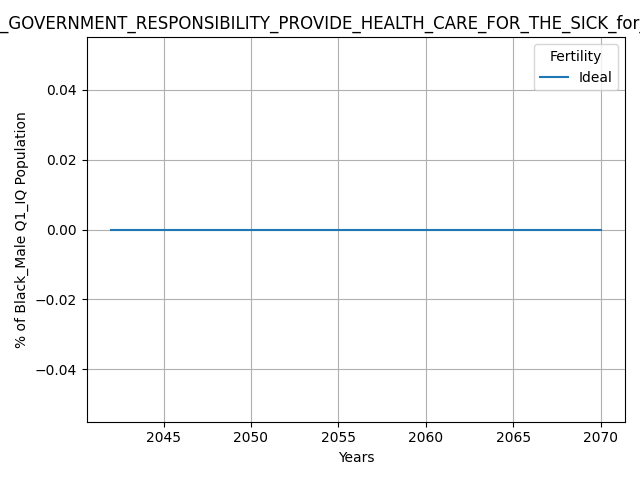 _GOVERNMENT_RESPONSIBILITY_PROVIDE_HEALTH_CARE_FOR_THE_SICK_for_
Fertility
Ideal
0.04
0.02
0.00
−0.02
−0.04
% of Black_Male Q1_IQ Population
2045 2050 2055 2060 2065 2070
Years